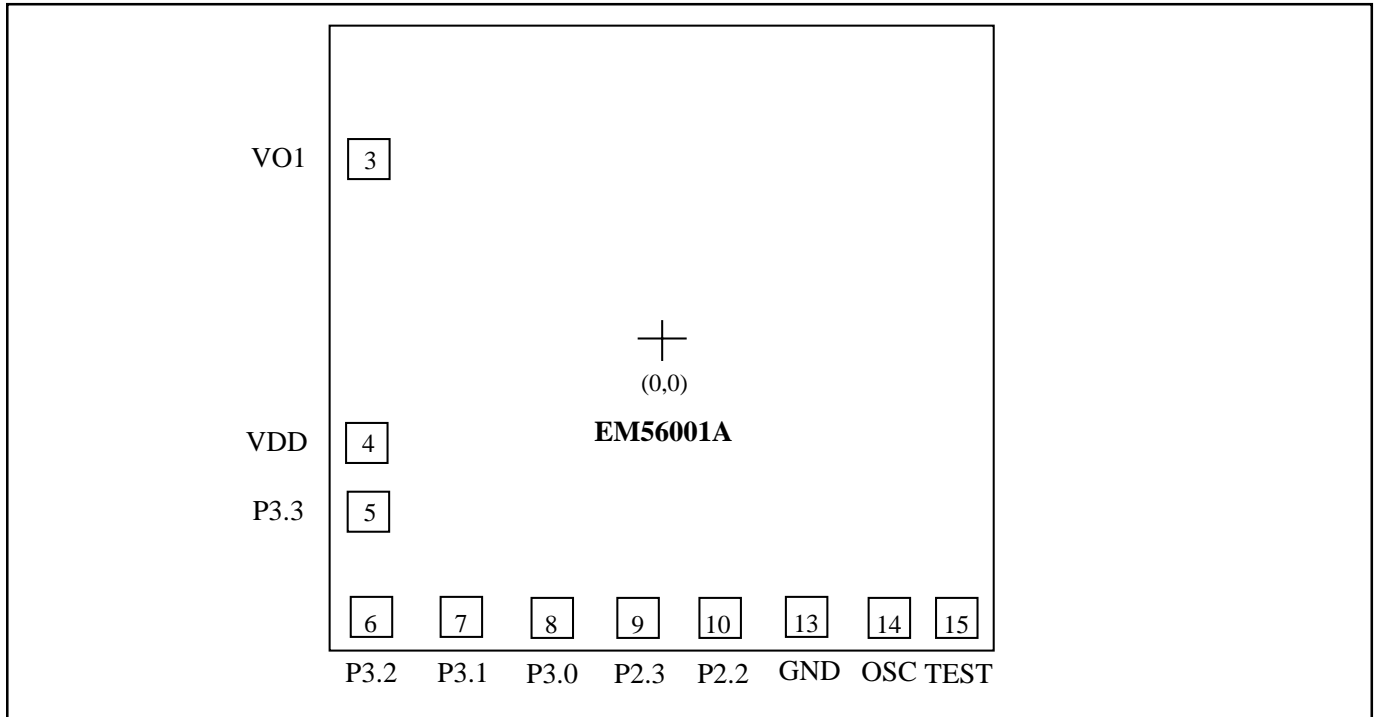 VO1 3
(0,0)
EM56001A
VDD 4
P3.3 5
6 7 8 9 10 13 14 15
P3.2 P3.1 P3.0 P2.3 P2.2 GND OSC TEST